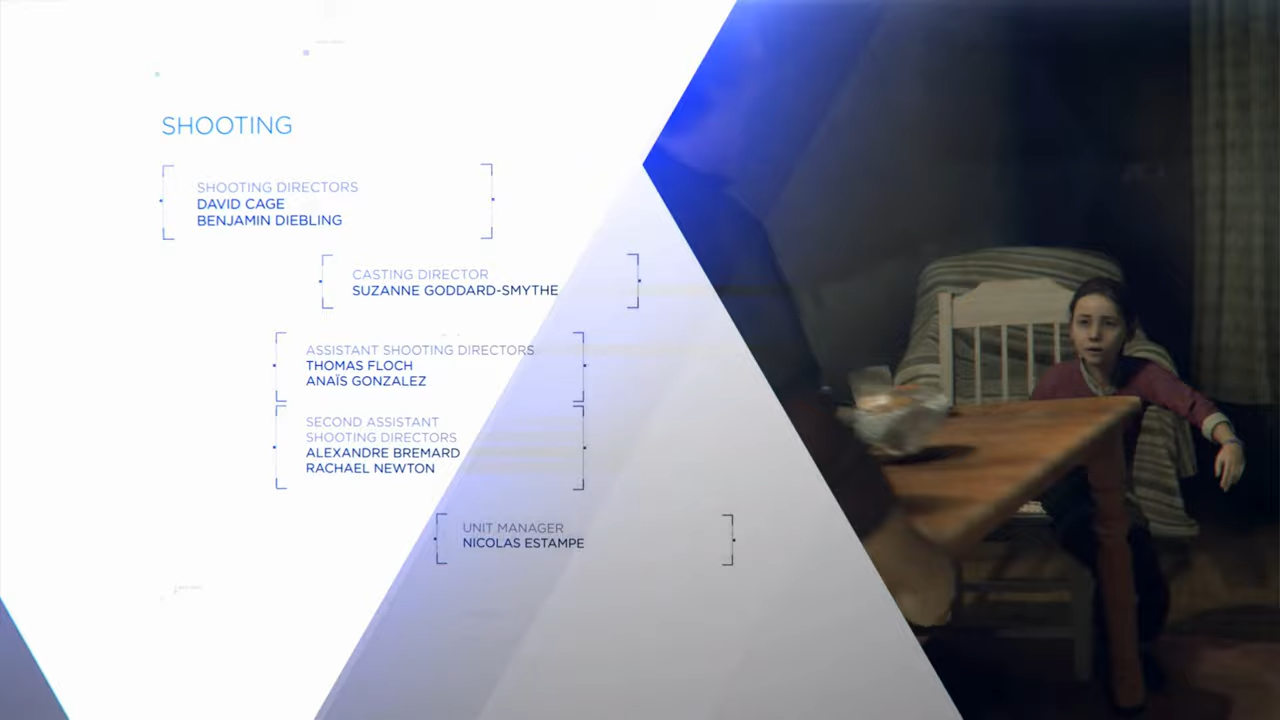 SHOOTING
SHOOTING DIRECTORS
DAVID CAGE
BENJAMIN DIEBLING
CASTING DIRECTOR
SUZANNE GODDARD-SMYTHE
ASSISTANT SHOOTING DIRECTORS
THOMAS FLOCH
ANAÏS GONZALEZ
SECOND ASSISTANT
SHOOTING DIRECTORS
ALEXANDRE BREMARD
RACHAEL NEWTON
UNIT MANAGER
NICOLAS ESTAMPE